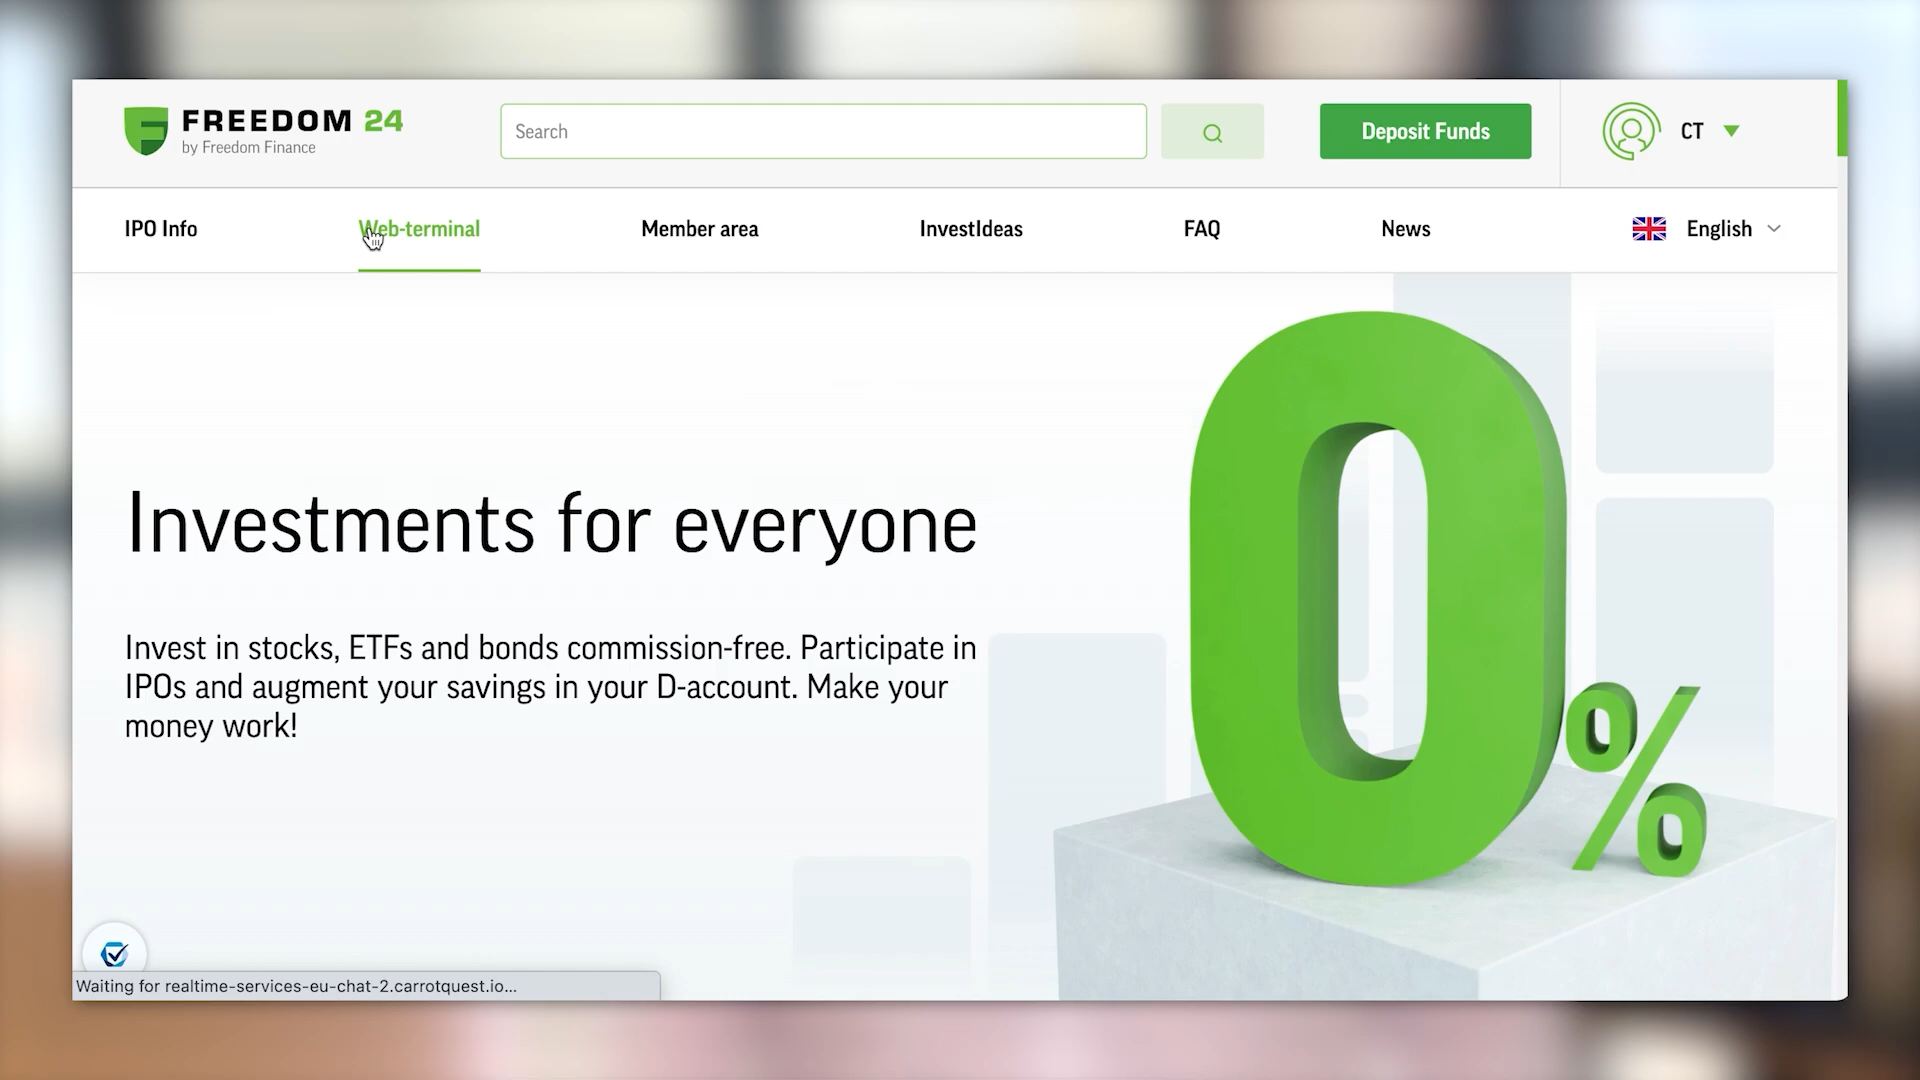 FREEDOM 24
by Freedom Finance
Search
Deposit Funds
CT
IPO Info
Web-terminal
Member area
InvestIdeas
FAQ
News
English
Investments for everyone
Invest in stocks, ETFs and bonds commission-free. Participate in
IPOs and augment your savings in your D-account. Make your
money work!
0%
Waiting for realtime-services-eu-chat-2.carrotquest.io...